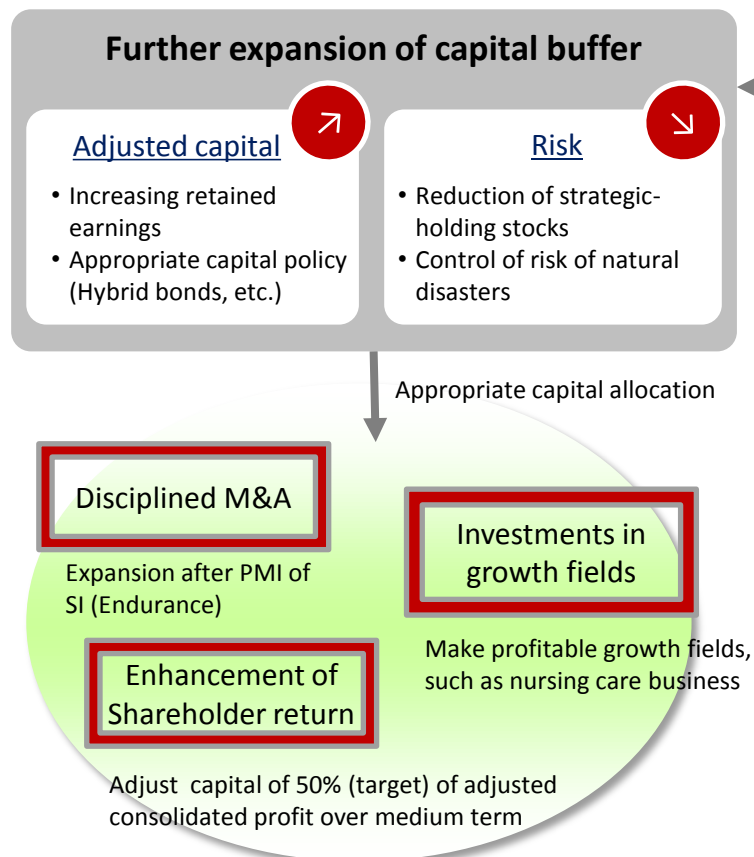 Further expansion of capital buffer
Adjusted capital
• Increasing retained
earnings
• Appropriate capital policy
(Hybrid bonds, etc.)
Risk
• Reduction of strategic-
holding stocks
• Control of risk of natural
disasters
Appropriate capital allocation
Disciplined M&A
Expansion after PMI of
SI (Endurance)
Investments in
growth fields
Make profitable growth fields,
such as nursing care business
Enhancement of
Shareholder return
Adjust  capital of 50% (target) of adjusted
consolidated profit over medium term